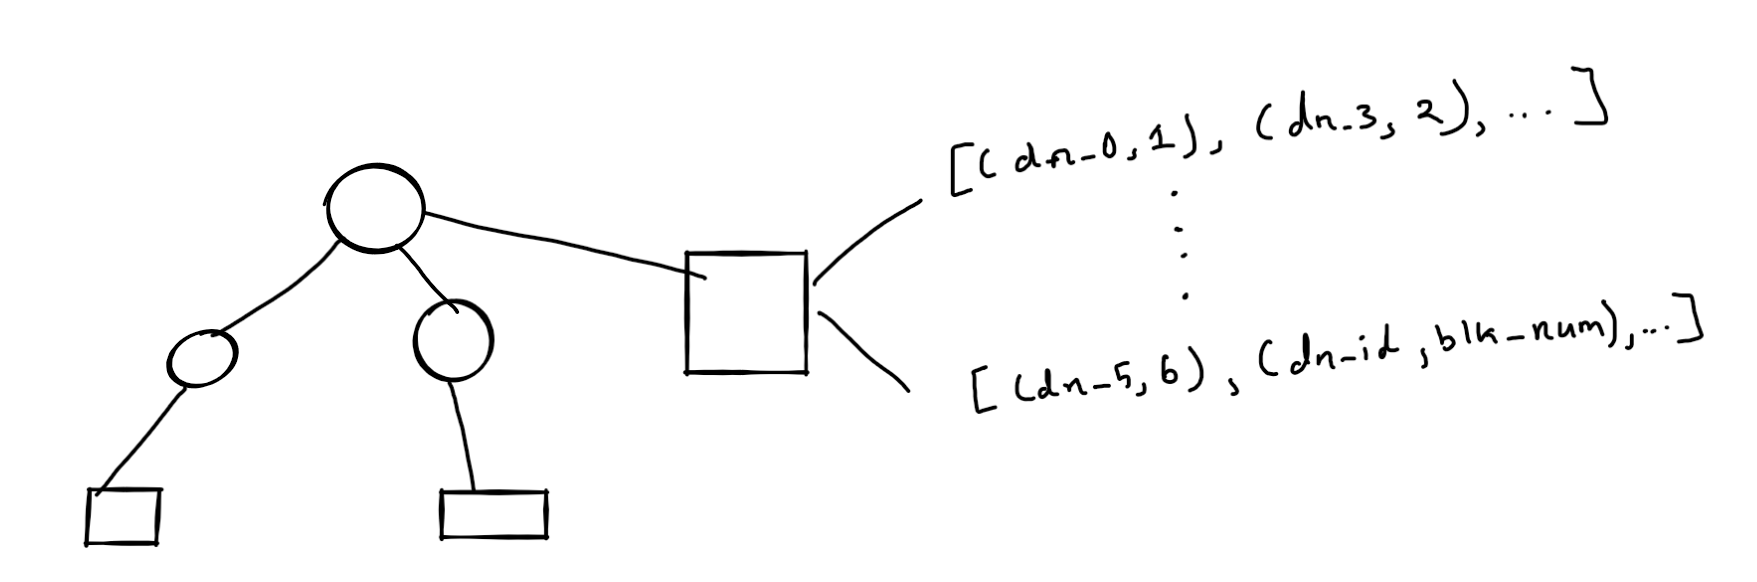 [(dn-0, 1), (dn-3, 2), ...]
[(dn-5, 6), (dn-id, blk-num), ...]